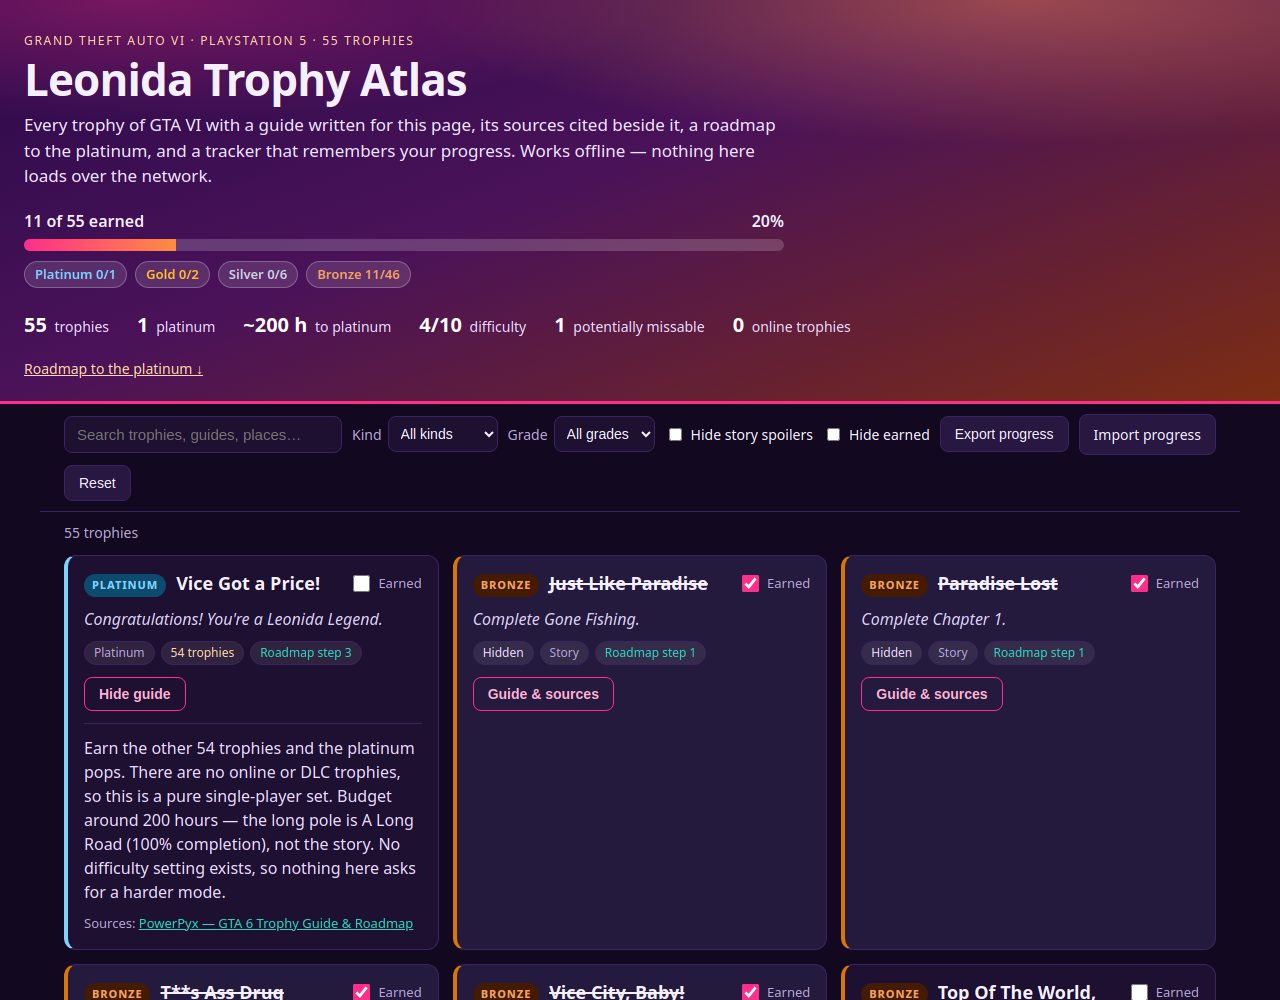 GRAND THEFT AUTO VI · PLAYSTATION 5 · 55 TROPHIES
Leonida Trophy Atlas
Every trophy of GTA VI with a guide written for this page, its sources cited beside it, a roadmap
to the platinum, and a tracker that remembers your progress. Works offline — nothing here
loads over the network.
11 of 55 earned 20%
Platinum 0/1 Gold 0/2 Silver 0/6 Bronze 11/46
55 trophies 1 platinum ~200 h to platinum 4/10 difficulty 1 potentially missable 0 online trophies
Roadmap to the platinum ↓
Search trophies, guides, places… Kind All kinds Grade All grades Hide story spoilers Hide earned Export progress Import progress
Reset
55 trophies
PLATINUM Vice Got a Price! Earned
Congratulations! You're a Leonida Legend.
Platinum 54 trophies Roadmap step 3
Hide guide
Earn the other 54 trophies and the platinum
pops. There are no online or DLC trophies,
so this is a pure single-player set. Budget
around 200 hours — the long pole is A Long
Road (100% completion), not the story. No
difficulty setting exists, so nothing here asks
for a harder mode.
Sources: PowerPyx — GTA 6 Trophy Guide & Roadmap
BRONZE Just Like Paradise Earned
Complete Gone Fishing.
Hidden Story Roadmap step 1
Guide & sources
BRONZE Paradise Lost Earned
Complete Chapter 1.
Hidden Story Roadmap step 1
Guide & sources
BRONZE T**s Ass Drug Earned
BRONZE Vice City, Baby! Earned
BRONZE Top Of The World, Earned